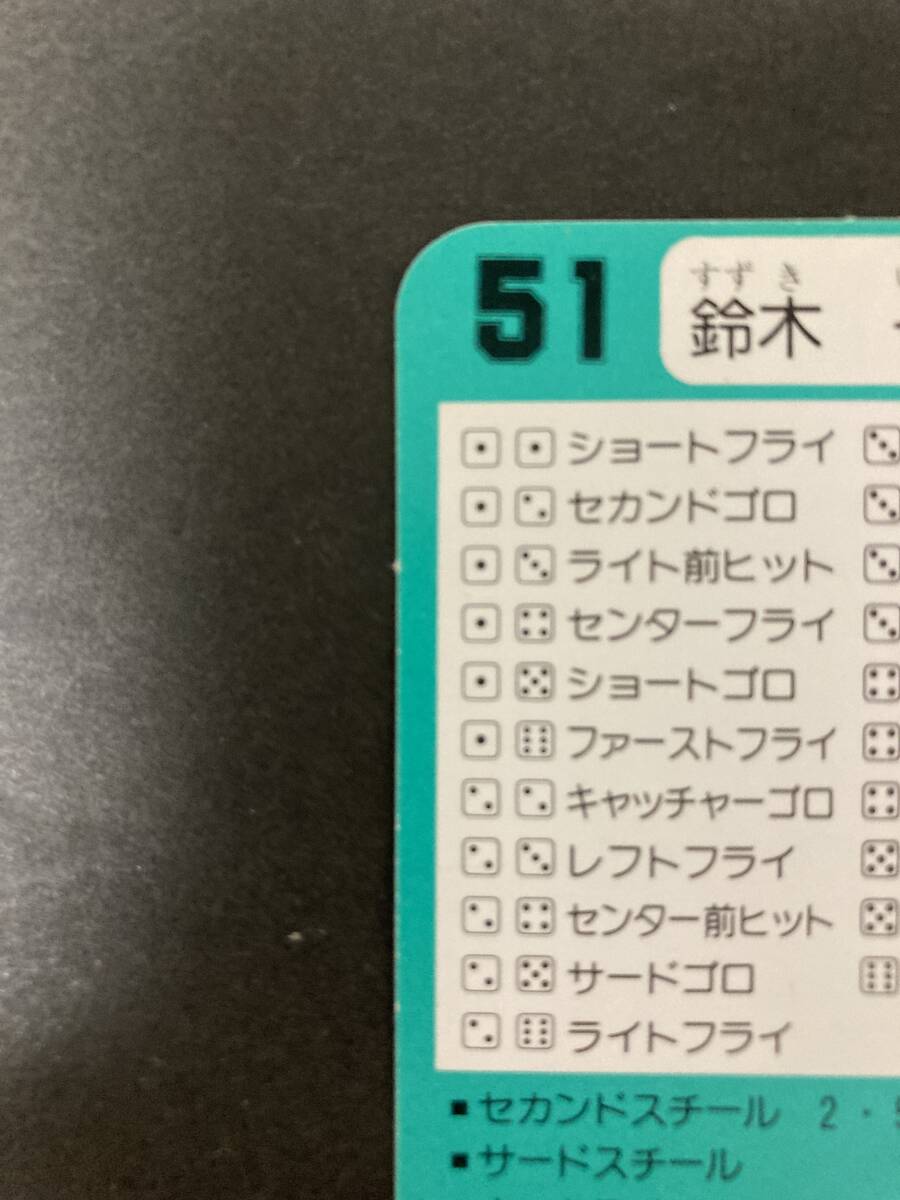 51
すず き
鈴木
ショートフライ
セカンドゴロ
ライト前ヒット
センターフライ
ショートゴロ
ファーストフライ
キャッチャーゴロ
レフトフライ
センター前ヒット
サードゴロ
ライトフライ
■セカンドスチール 2・5
■サードスチール